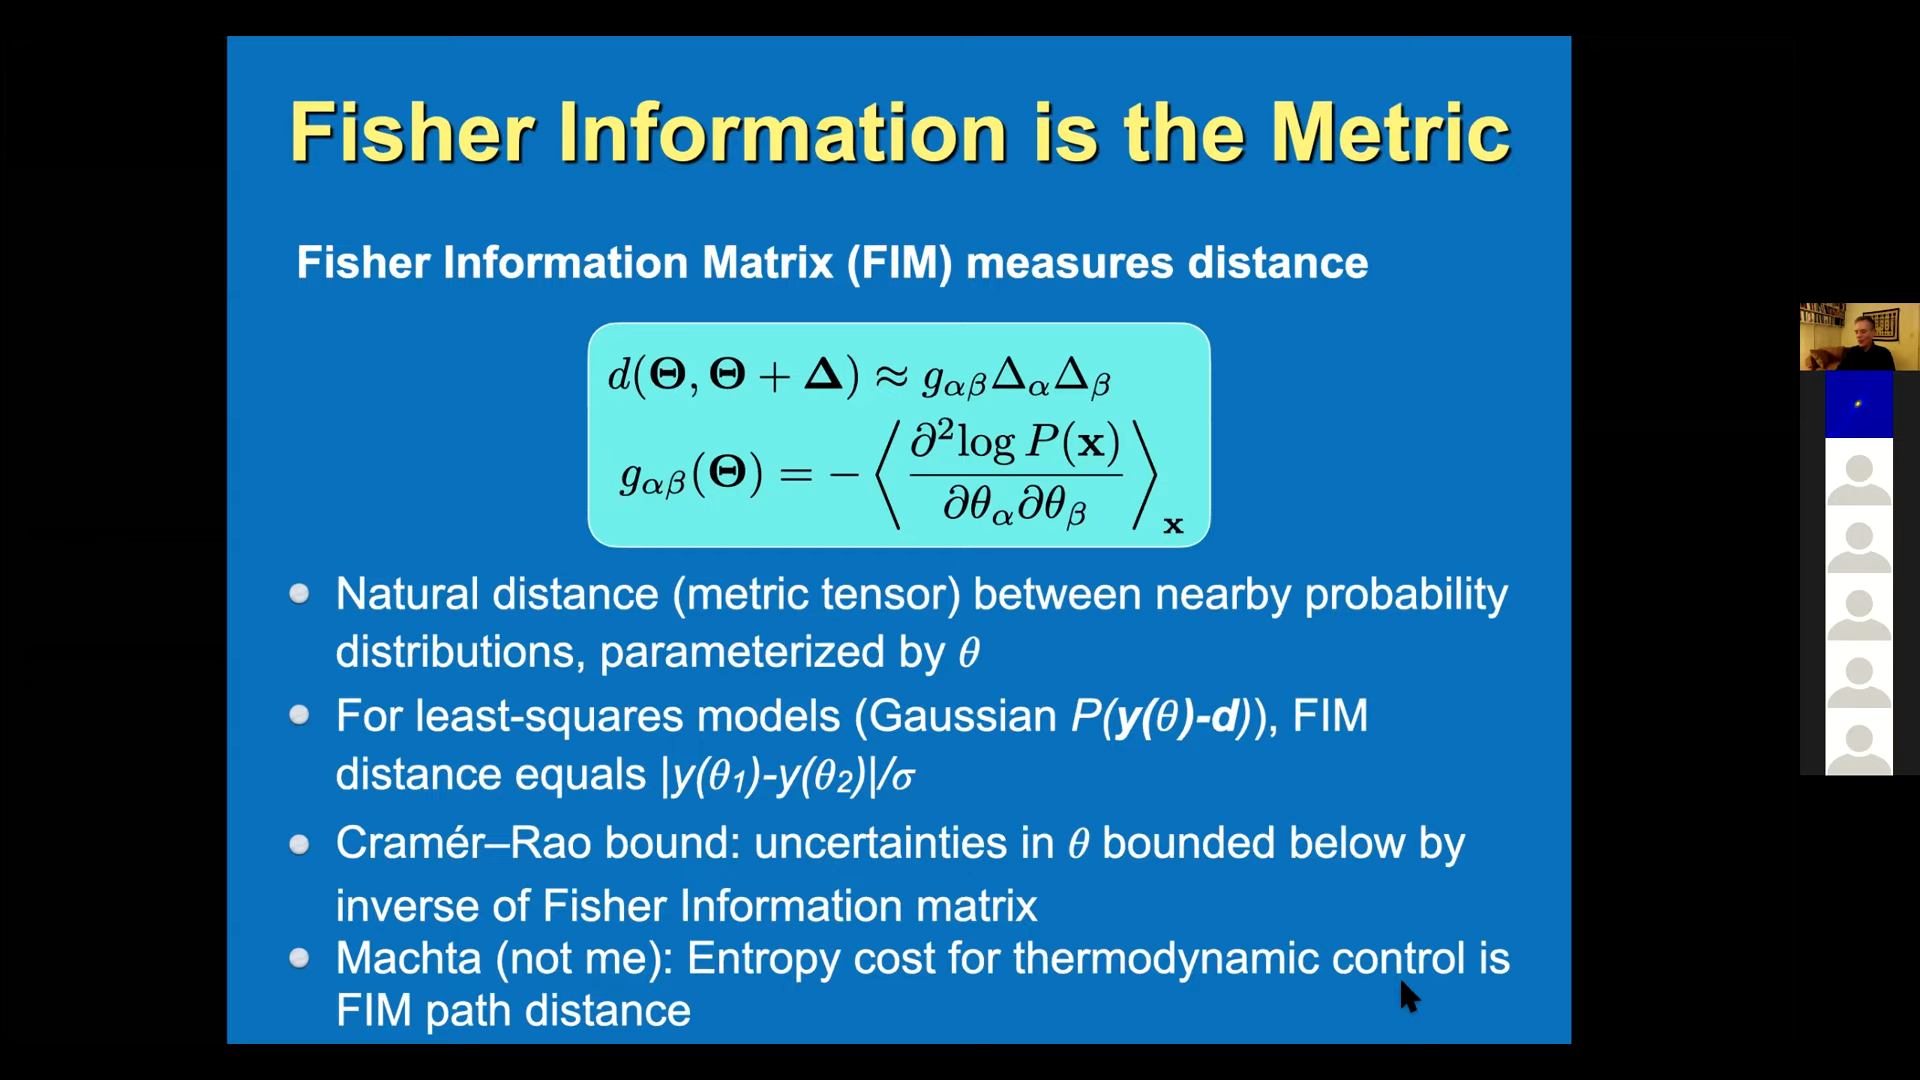 Fisher Information is the Metric
Fisher Information Matrix (FIM) measures distance
d(Θ, Θ + Δ) ≈ g_{αβ}Δ_αΔ_β
g_{αβ}(Θ) = −⟨ ∂²log P(x) / ∂θ_α∂θ_β ⟩_x
• Natural distance (metric tensor) between nearby probability
distributions, parameterized by θ
• For least-squares models (Gaussian P(y(θ)-d)), FIM
distance equals |y(θ₁)-y(θ₂)|/σ
• Cramér–Rao bound: uncertainties in θ bounded below by
inverse of Fisher Information matrix
• Machta (not me): Entropy cost for thermodynamic control is
FIM path distance